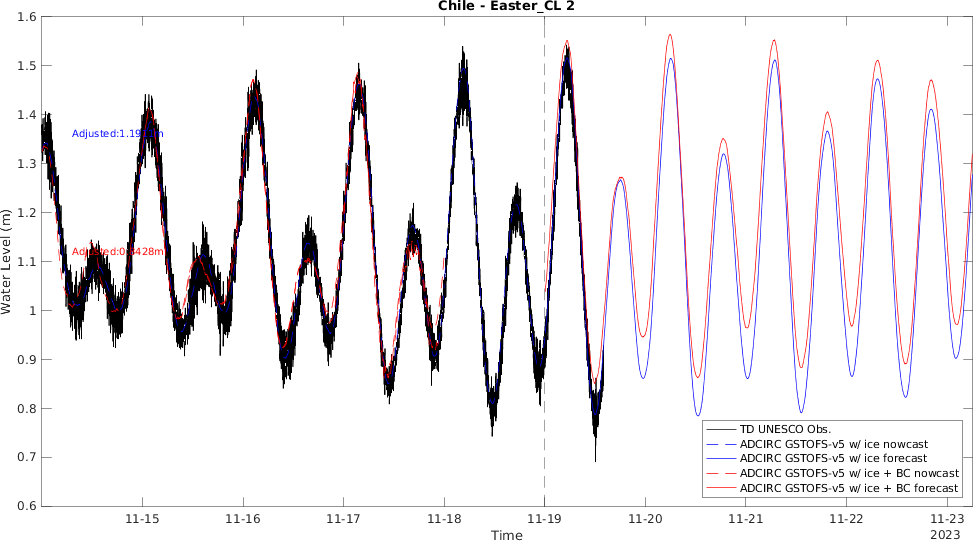 Chile - Easter_CL 2
1.6
1.5
1.4
1.3
1.2
1.1
1
0.9
0.8
0.7
0.6
Water Level (m)
TD UNESCO Obs.
ADCIRC GSTOFS-v5 w/ ice nowcast
ADCIRC GSTOFS-v5 w/ ice forecast
ADCIRC GSTOFS-v5 w/ ice + BC nowcast
ADCIRC GSTOFS-v5 w/ ice + BC forecast
11-15
11-16
11-17
11-18
11-19
11-20
11-21
11-22
11-23
2023
Time